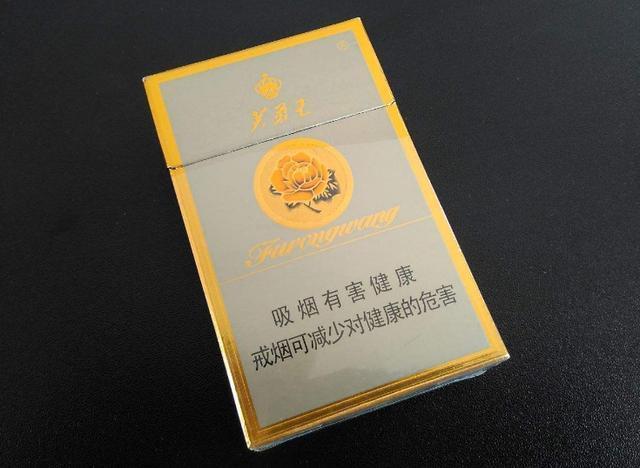 ®
芙蓉王
Furongwang
吸烟有害健康
戒烟可减少对健康的危害